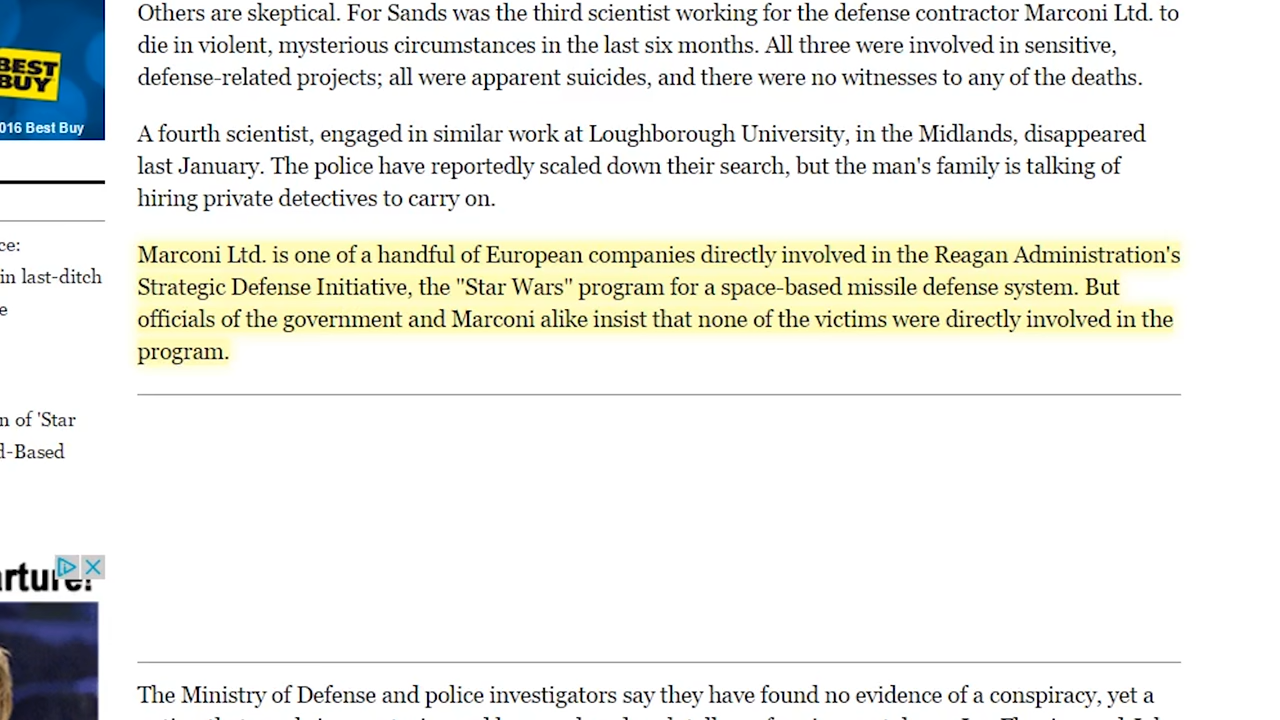 Others are skeptical. For Sands was the third scientist working for the defense contractor Marconi Ltd. to
die in violent, mysterious circumstances in the last six months. All three were involved in sensitive,
defense-related projects; all were apparent suicides, and there were no witnesses to any of the deaths.
BEST
BUY
016 Best Buy
A fourth scientist, engaged in similar work at Loughborough University, in the Midlands, disappeared
last January. The police have reportedly scaled down their search, but the man's family is talking of
hiring private detectives to carry on.
ce:
in last-ditch
e
Marconi Ltd. is one of a handful of European companies directly involved in the Reagan Administration's
Strategic Defense Initiative, the "Star Wars" program for a space-based missile defense system. But
officials of the government and Marconi alike insist that none of the victims were directly involved in the
program.
n of 'Star
d-Based
rture!
The Ministry of Defense and police investigators say they have found no evidence of a conspiracy, yet a